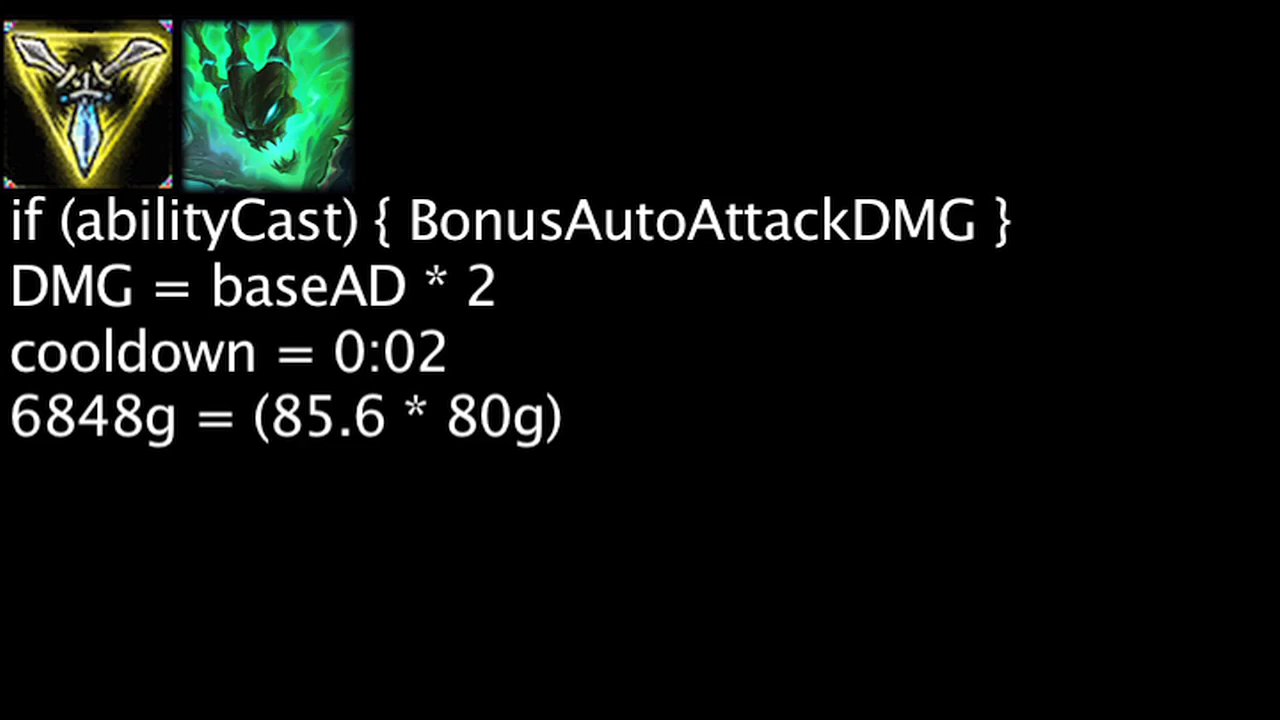 if (abilityCast) { BonusAutoAttackDMG }
DMG = baseAD * 2
cooldown = 0:02
6848g = (85.6 * 80g)